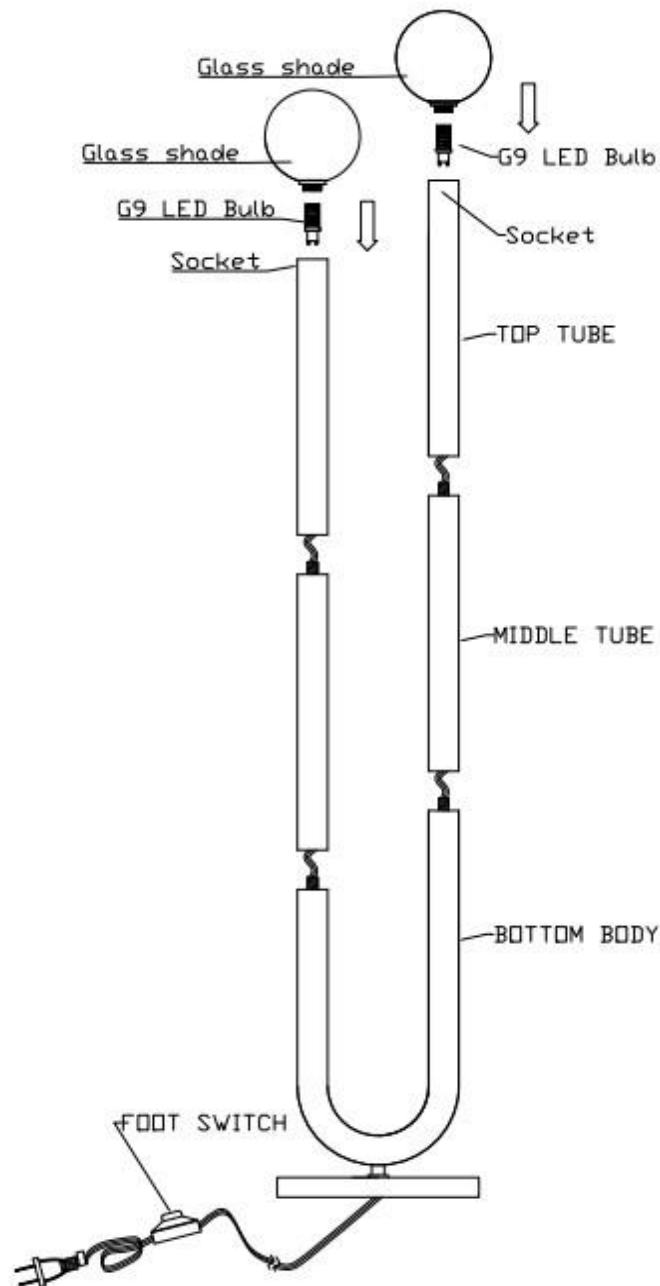 Glass shade
Glass shade
G9 LED Bulb
G9 LED Bulb
Socket
Socket
TOP TUBE
MIDDLE TUBE
BOTTOM BODY
FOOT SWITCH